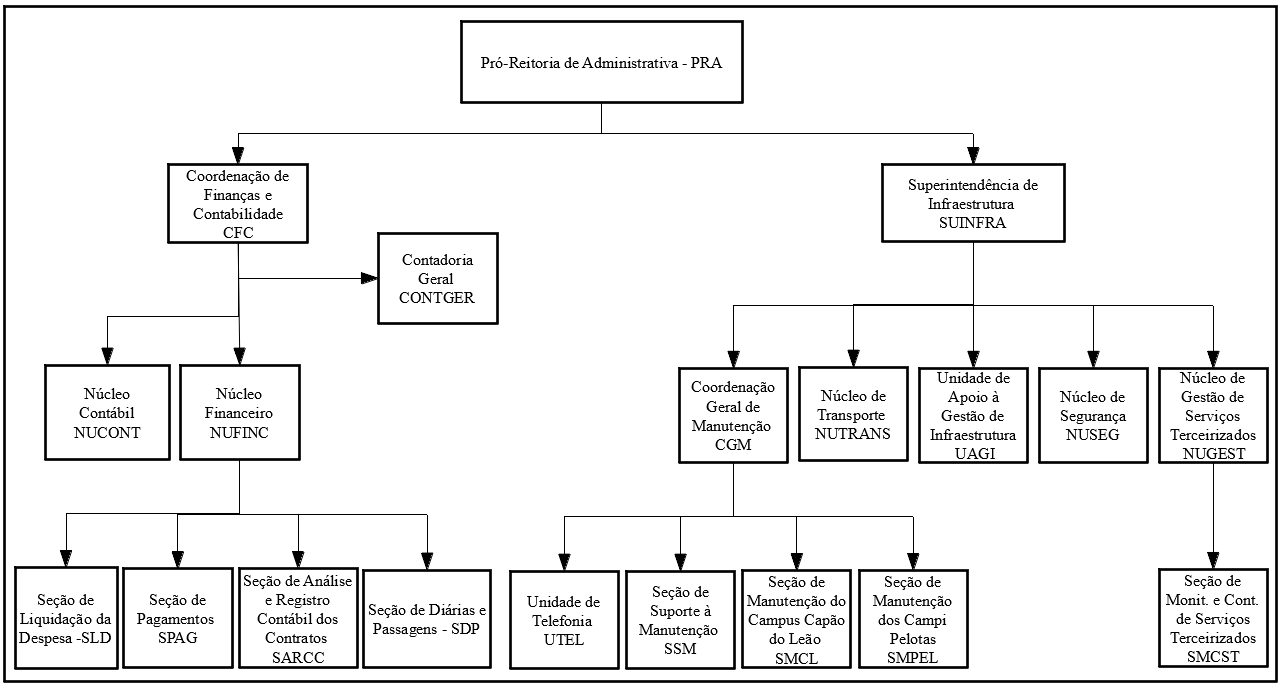 Pró-Reitoria de Administrativa - PRA
Coordenação de
Finanças e
Contabilidade
CFC
Superintendência de
Infraestrutura
SUINFRA
Contadoria
Geral
CONTGER
Núcleo
Contábil
NUCONT
Núcleo
Financeiro
NUFINC
Coordenação
Geral de
Manutenção
CGM
Núcleo de
Transporte
NUTRANS
Unidade de
Apoio à
Gestão de
Infraestrutura
UAGI
Núcleo de
Segurança
NUSEG
Núcleo de
Gestão de
Serviços
Terceirizados
NUGEST
Seção de
Liquidação da
Despesa -SLD
Seção de
Pagamentos
SPAG
Seção de Análise
e Registro
Contábil dos
Contratos
SARCC
Seção de Diárias e
Passagens - SDP
Unidade de
Telefonia
UTEL
Seção de
Suporte à
Manutenção
SSM
Seção de
Manutenção do
Campus Capão
do Leão
SMCL
Seção de
Manutenção
dos Campi
Pelotas
SMPEL
Seção de
Monit. e Cont.
de Serviços
Terceirizados
SMCST